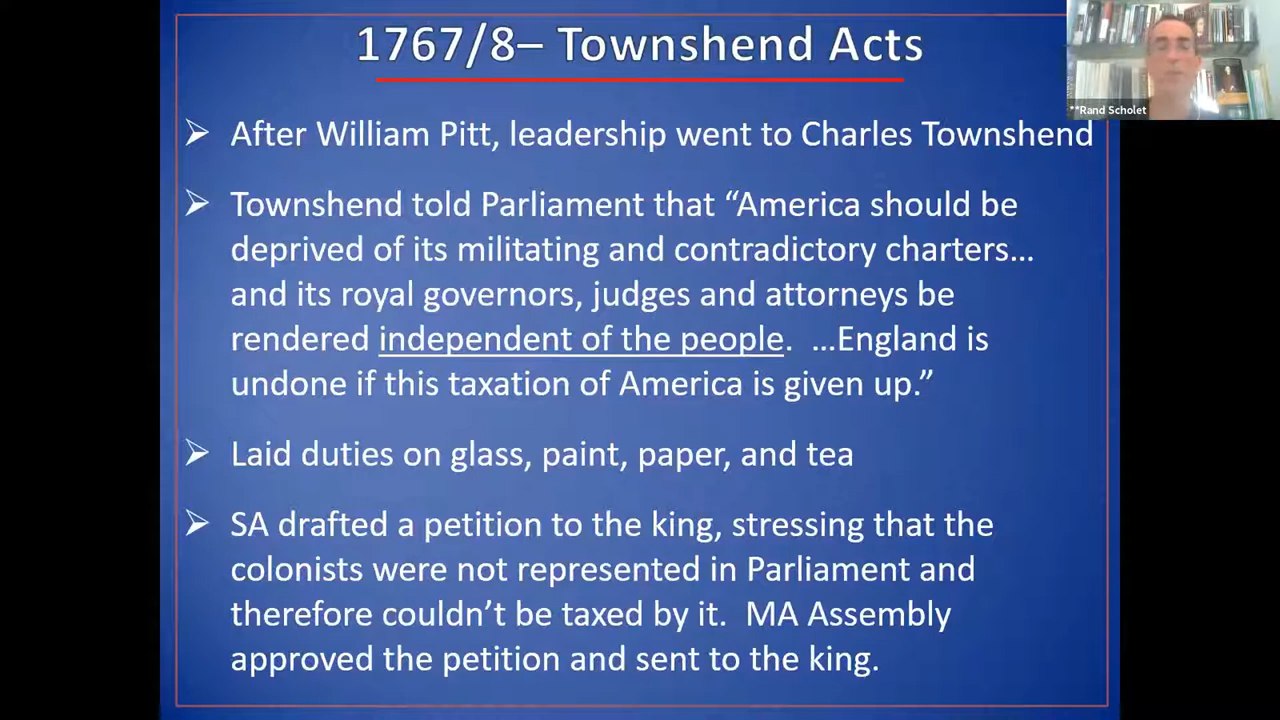 1767/8– Townshend Acts
**Rand Scholet
➢ After William Pitt, leadership went to Charles Townshend
➢ Townshend told Parliament that “America should be
deprived of its militating and contradictory charters…
and its royal governors, judges and attorneys be
rendered independent of the people.  …England is
undone if this taxation of America is given up.”
➢ Laid duties on glass, paint, paper, and tea
➢ SA drafted a petition to the king, stressing that the
colonists were not represented in Parliament and
therefore couldn’t be taxed by it.  MA Assembly
approved the petition and sent to the king.